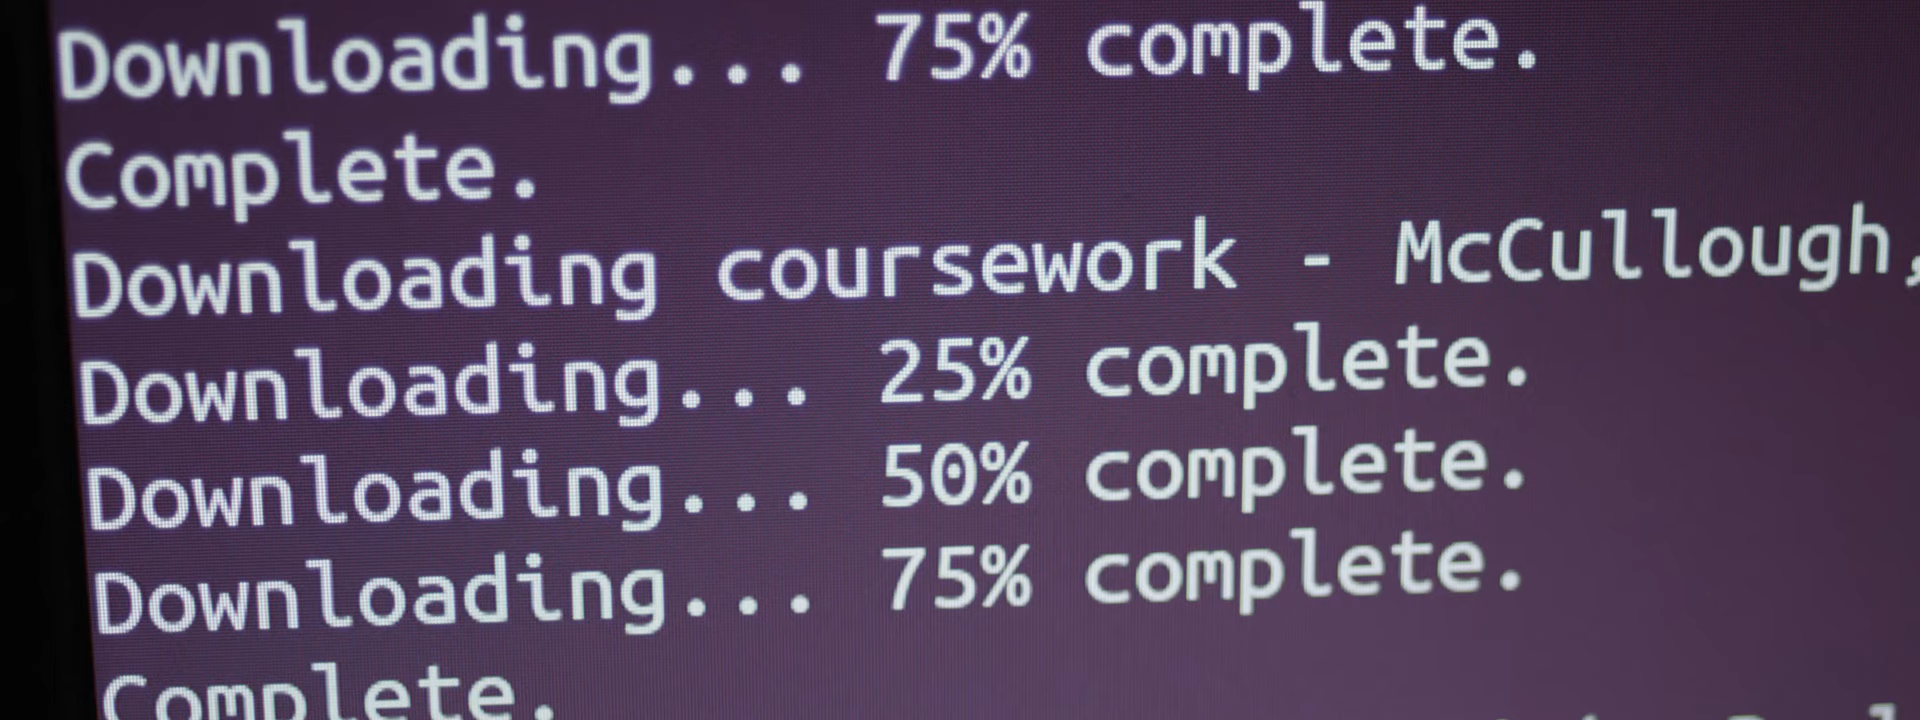 Downloading... 75% complete.
Complete.
Downloading coursework - McCullough,
Downloading... 25% complete.
Downloading... 50% complete.
Downloading... 75% complete.
Complete.